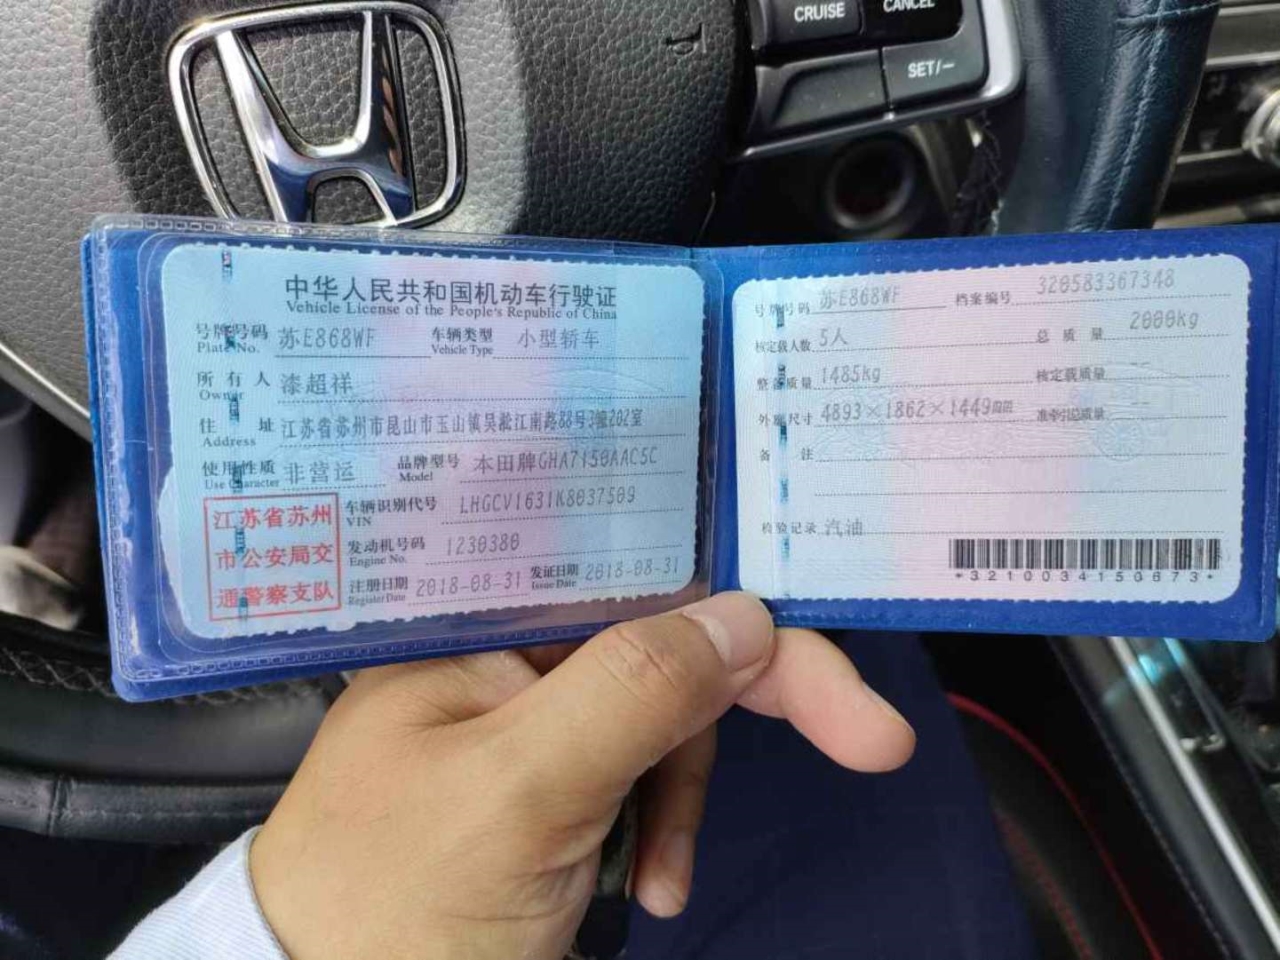 CRUISE
CANCEL
SET/−
中华人民共和国机动车行驶证
Vehicle License of the People's Republic of China
号牌号码 苏E868WF 车辆类型 小型轿车
Plate No. Vehicle Type
所有人 漆超祥
Owner
住址 江苏省苏州市昆山市玉山镇吴淞江南路88号3幢202室
Address
使用性质 非营运 品牌型号 本田牌GHA7150AAC5C
Use Character Model
江苏省苏州
市公安局交
通警察支队
车辆识别代号 LHGCV1631K8037509
VIN
发动机号码 1230380
Engine No.
注册日期 2018-08-31 发证日期 2018-08-31
Register Date Issue Date
号牌号码 苏E868WF 档案编号 320583367348
核定载人数 5人 总质量 2000kg
整备质量 1485kg 核定载质量
外廓尺寸 4893×1862×1449mm 准牵引总质量
备注
检验记录 汽油
*3210034150673*